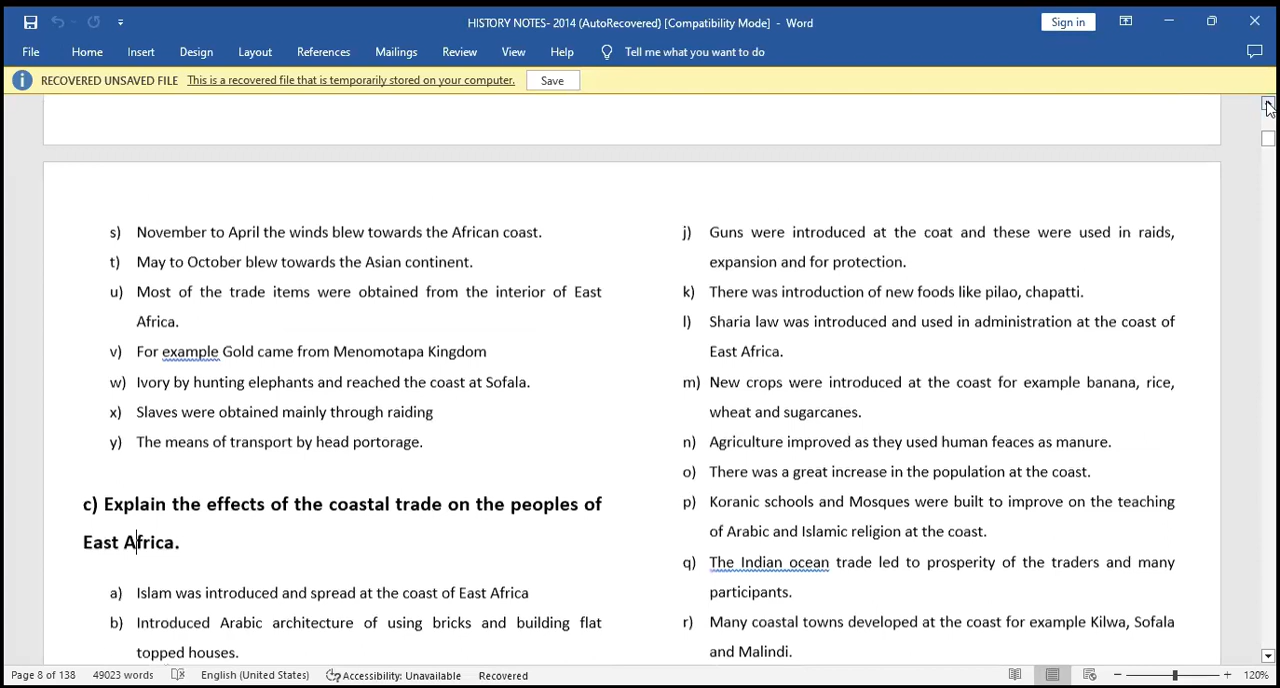 HISTORY NOTES- 2014 (AutoRecovered) [Compatibility Mode] - Word
Sign in
File Home Insert Design Layout References Mailings Review View Help Tell me what you want to do
RECOVERED UNSAVED FILE This is a recovered file that is temporarily stored on your computer. Save
s) November to April the winds blew towards the African coast.
t) May to October blew towards the Asian continent.
u) Most of the trade items were obtained from the interior of East
Africa.
v) For example Gold came from Menomotapa Kingdom
w) Ivory by hunting elephants and reached the coast at Sofala.
x) Slaves were obtained mainly through raiding
y) The means of transport by head portorage.
c) Explain the effects of the coastal trade on the peoples of
East Africa.
a) Islam was introduced and spread at the coast of East Africa
b) Introduced Arabic architecture of using bricks and building flat
topped houses.
j) Guns were introduced at the coat and these were used in raids,
expansion and for protection.
k) There was introduction of new foods like pilao, chapatti.
l) Sharia law was introduced and used in administration at the coast of
East Africa.
m) New crops were introduced at the coast for example banana, rice,
wheat and sugarcanes.
n) Agriculture improved as they used human feaces as manure.
o) There was a great increase in the population at the coast.
p) Koranic schools and Mosques were built to improve on the teaching
of Arabic and Islamic religion at the coast.
q) The Indian ocean trade led to prosperity of the traders and many
participants.
r) Many coastal towns developed at the coast for example Kilwa, Sofala
and Malindi.
Page 8 of 138 49023 words English (United States) Accessibility: Unavailable Recovered 120%